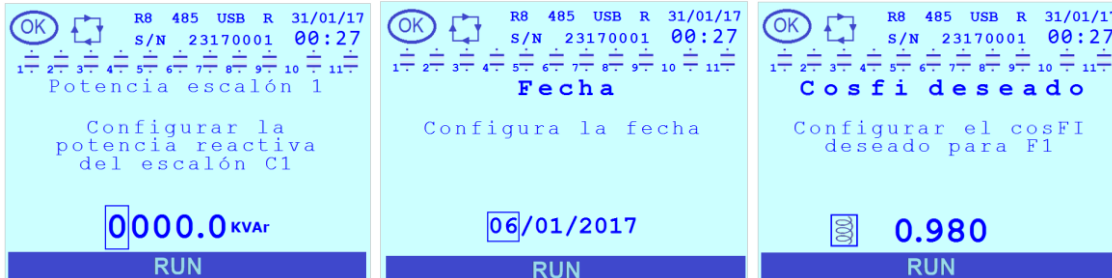 OK R8 485 USB R 31/01/17
S/N 23170001 00:27
1 2 3 4 5 6 7 8 9 10 11
Potencia escalón 1
Configurar la
potencia reactiva
del escalón C1
0000.0 KVAr
RUN
OK R8 485 USB R 31/01/17
S/N 23170001 00:27
1 2 3 4 5 6 7 8 9 10 11
Fecha
Configura la fecha
06/01/2017
RUN
OK R8 485 USB R 31/01/17
S/N 23170001 00:27
1 2 3 4 5 6 7 8 9 10 11
Cosfi deseado
Configurar el cosFI
deseado para F1
0.980
RUN